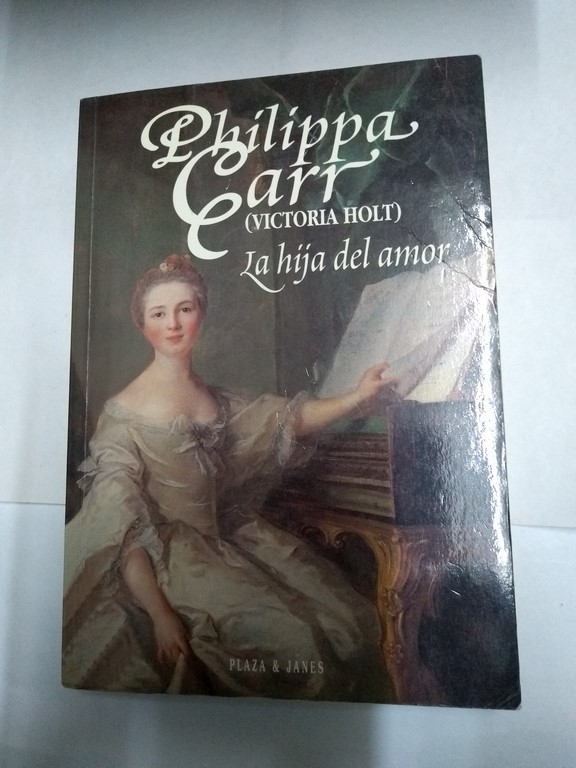 Philippa
Carr
(VICTORIA HOLT)
La hija del amor
PLAZA & JANES